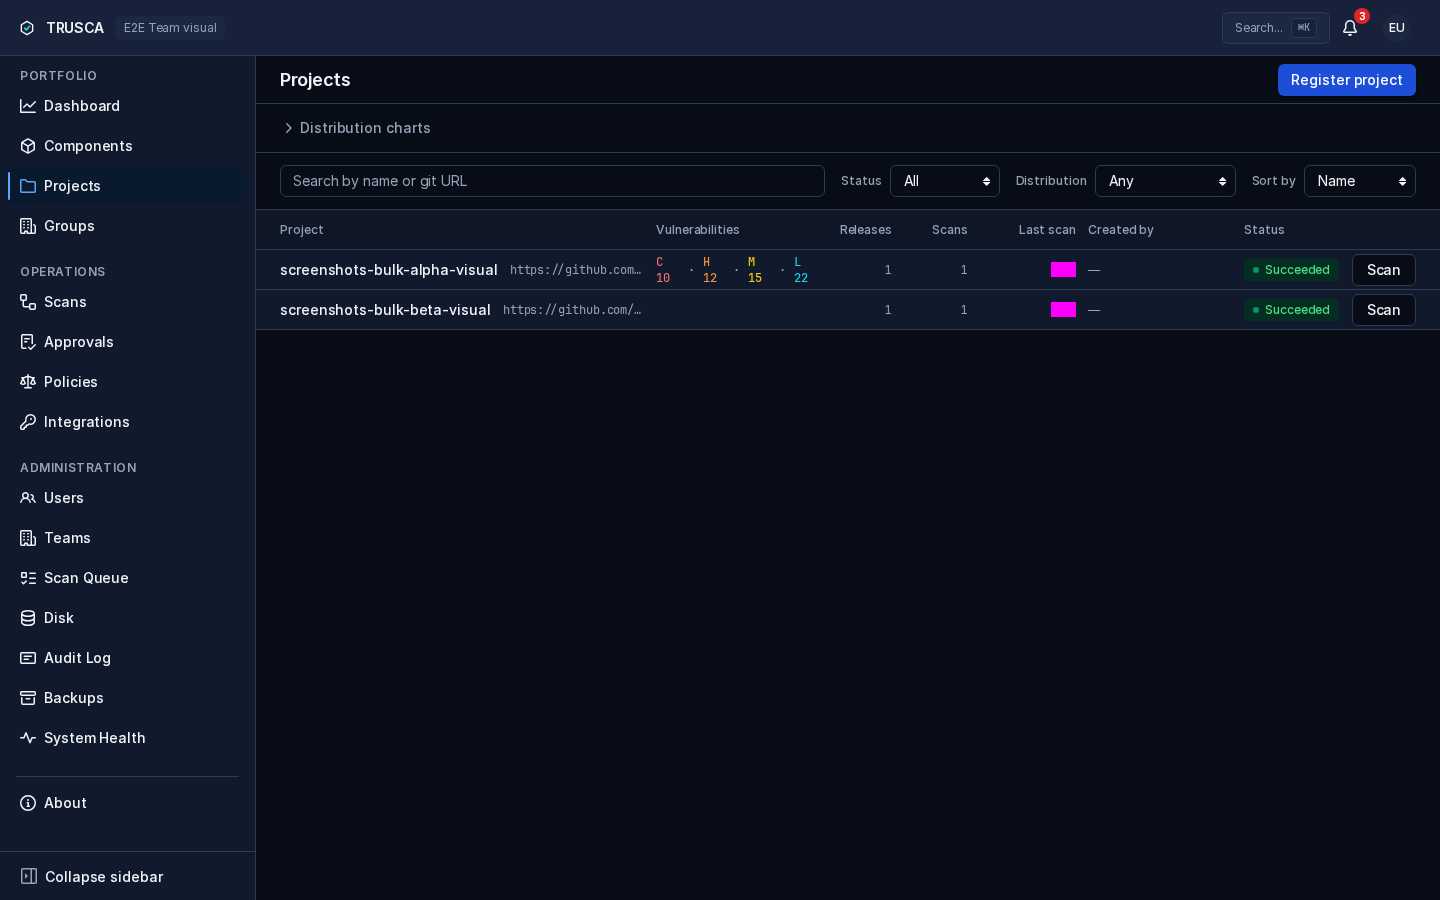 TRUSCA
E2E Team visual
Search...
⌘K
3
EU
PORTFOLIO
Dashboard
Components
Projects
Groups
OPERATIONS
Scans
Approvals
Policies
Integrations
ADMINISTRATION
Users
Teams
Scan Queue
Disk
Audit Log
Backups
System Health
About
Collapse sidebar
Projects
Register project
Distribution charts
Search by name or git URL
Status
All
Distribution
Any
Sort by
Name
Project Vulnerabilities Releases Scans Last scan Created by Status
screenshots-bulk-alpha-visual https://github.com… C 10 · H 12 · M 15 · L 22 1 1 — Succeeded Scan
screenshots-bulk-beta-visual https://github.com/… 1 1 — Succeeded Scan